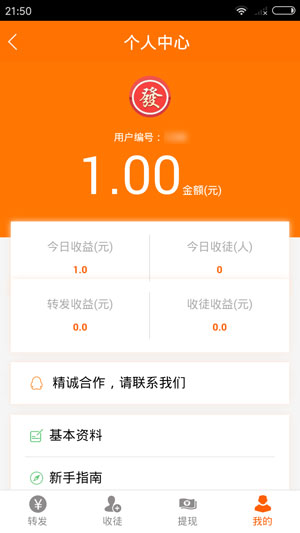 21:50
个人中心
發
用户编号：
1.00金额(元)
今日收益(元) 今日收徒(人)
1.0 0
转发收益(元) 收徒收益(元)
0.0 0.0
精诚合作，请联系我们
基本资料
新手指南
转发 收徒 提现 我的